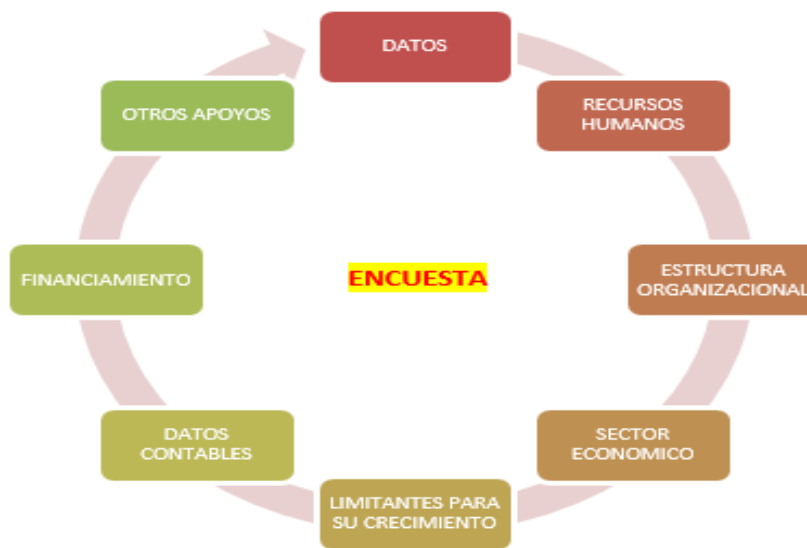 DATOS
RECURSOS
HUMANOS
ESTRUCTURA
ORGANIZACIONAL
SECTOR
ECONOMICO
LIMITANTES PARA
SU CRECIMIENTO
DATOS
CONTABLES
FINANCIAMIENTO
OTROS APOYOS
ENCUESTA